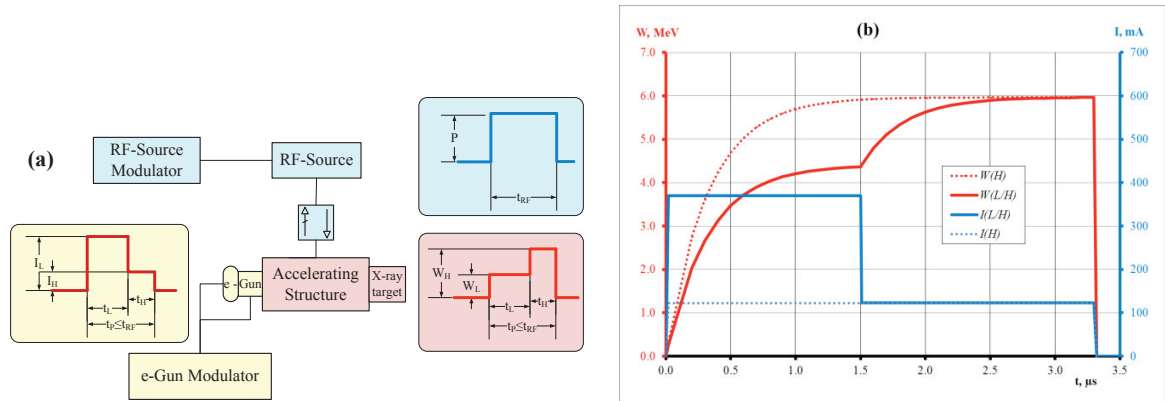 (a)
RF-Source
Modulator
RF-Source
e - Gun
Accelerating
Structure
X-ray
target
e-Gun Modulator
I_L
I_H
t_L
t_H
t_P≤t_RF
P
t_RF
W_H
W_L
t_L
t_H
t_P≤t_RF
W, MeV
(b)
I, mA
7.0
6.0
5.0
4.0
3.0
2.0
1.0
0.0
700
600
500
400
300
200
100
0
W(H)
W(L/H)
I(L/H)
I(H)
0.0 0.5 1.0 1.5 2.0 2.5 3.0 3.5
t, µs